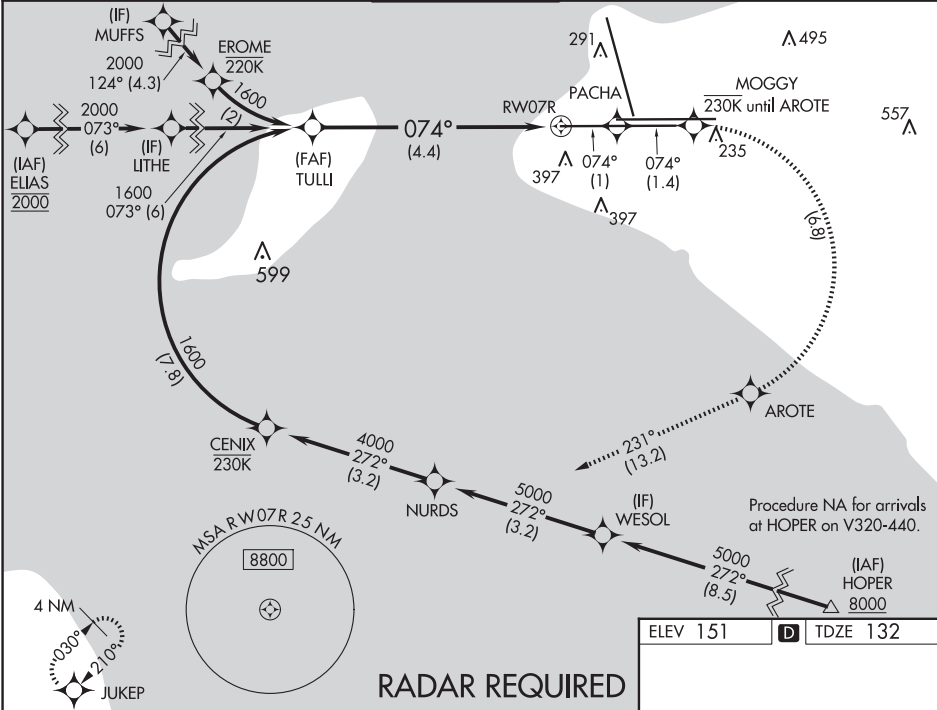 (IF)
MUFFS
2000
124° (4.3)
EROME
220K
1600
(2)
2000
073°
(6)
(IAF)
ELIAS
2000
(IF)
LITHE
1600
073° (6)
(FAF)
TULLI
074°
(4.4)
RW07R
PACHA
291
495
MOGGY
230K until AROTE
557
235
397
074°
(1)
074°
(1.4)
397
(6.8)
599
1600
(7.8)
AROTE
CENIX
230K
4000
272°
(3.2)
231°
(13.2)
NURDS
5000
272°
(3.2)
(IF)
WESOL
Procedure NA for arrivals
at HOPER on V320-440.
5000
272°
(8.5)
(IAF)
HOPER
8000
MSA RW07R 25 NM
8800
4 NM
030°
210°
JUKEP
ELEV 151 D TDZE 132
RADAR REQUIRED